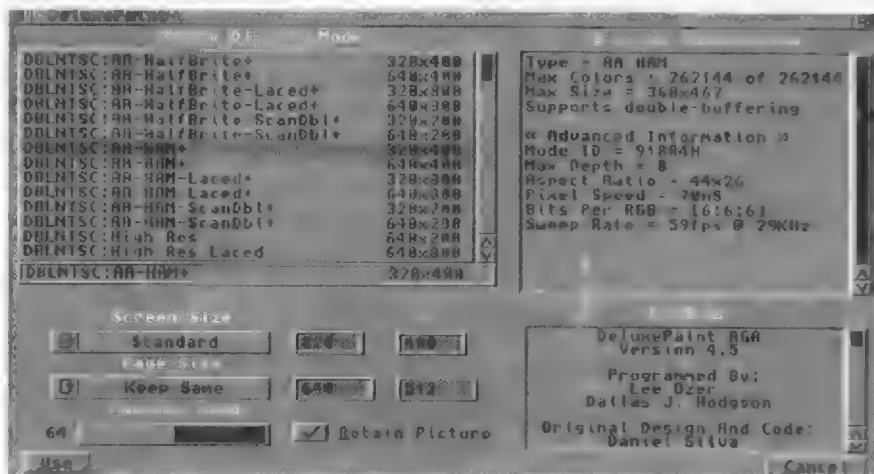 DBLNTSC:AA-HalfBrite+ 320x400
DBLNTSC:AA-HalfBrite+ 640x400
DBLNTSC:AA-HalfBrite-Laced+ 320x800
DBLNTSC:AA-HalfBrite-Laced+ 640x800
DBLNTSC:AA-HalfBrite-ScanDbl+ 320x200
DBLNTSC:AA-HalfBrite-ScanDbl+ 640x200
DBLNTSC:AA-HAM+ 320x400
DBLNTSC:AA-HAM+ 640x400
DBLNTSC:AA-HAM-Laced+ 320x800
DBLNTSC:AA-HAM-Laced+ 640x800
DBLNTSC:AA-HAM-ScanDbl+ 320x200
DBLNTSC:AA-HAM-ScanDbl+ 640x200
DBLNTSC:High Res 640x200
DBLNTSC:High Res Laced 640x800
DBLNTSC:AA-HAM+ 320x400
Type = AA HAM
Max Colors = 262144 of 262144
Max Size = 368x467
Supports double-buffering
« Advanced Information »
Mode ID =
Max Depth = 8
Aspect Ratio = 44x26
Pixel Speed = 70nS
Bits Per RGB = [6:6:6]
Sweep Rate = 59fps @ 29KHz
Screen Size
Standard 320 400
Keep Same 640 512
64
Retain Picture
DeluxePaint AGA
Version 4.5
Programmed By:
Lee Ozer
Dallas J. Hodgson
Original Design And Code:
Daniel Silva
Use
Cancel